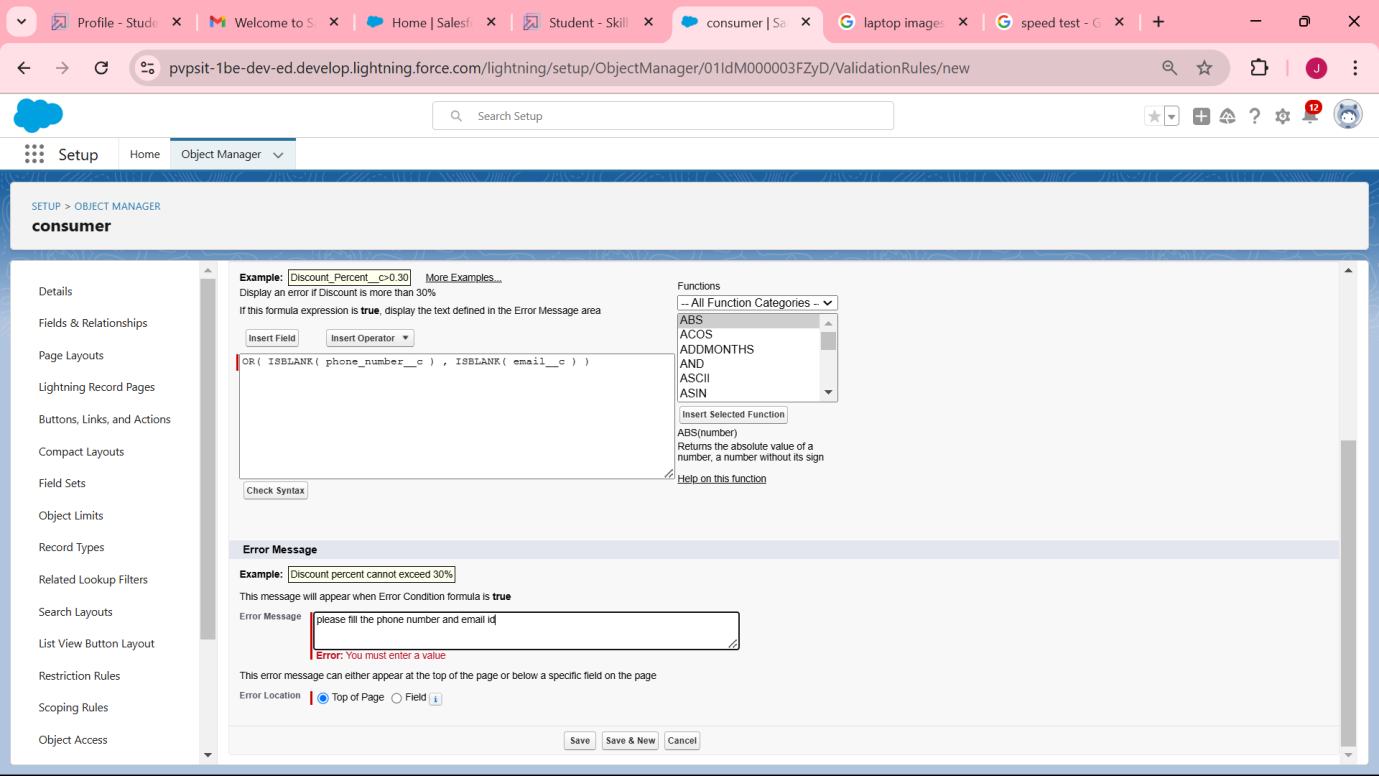 Profile - Stude
Welcome to S
Home | Salesf
Student - Skill
consumer | Sa
laptop images
speed test - G
pvpsit-1be-dev-ed.develop.lightning.force.com/lightning/setup/ObjectManager/01IdM000003FZyD/ValidationRules/new
J
Search Setup
12
Setup
Home
Object Manager
SETUP > OBJECT MANAGER
consumer
Details
Fields & Relationships
Page Layouts
Lightning Record Pages
Buttons, Links, and Actions
Compact Layouts
Field Sets
Object Limits
Record Types
Related Lookup Filters
Search Layouts
List View Button Layout
Restriction Rules
Scoping Rules
Object Access
Example: Discount_Percent__c>0.30 More Examples...
Display an error if Discount is more than 30%
If this formula expression is true, display the text defined in the Error Message area
Insert Field
Insert Operator
OR( ISBLANK( phone_number__c ) , ISBLANK( email__c ) )
Check Syntax
Functions
-- All Function Categories --
ABS
ACOS
ADDMONTHS
AND
ASCII
ASIN
Insert Selected Function
ABS(number)
Returns the absolute value of a
number, a number without its sign
Help on this function
Error Message
Example: Discount percent cannot exceed 30%
This message will appear when Error Condition formula is true
Error Message
please fill the phone number and email id
Error: You must enter a value
This error message can either appear at the top of the page or below a specific field on the page
Error Location
Top of Page
Field
i
Save
Save & New
Cancel